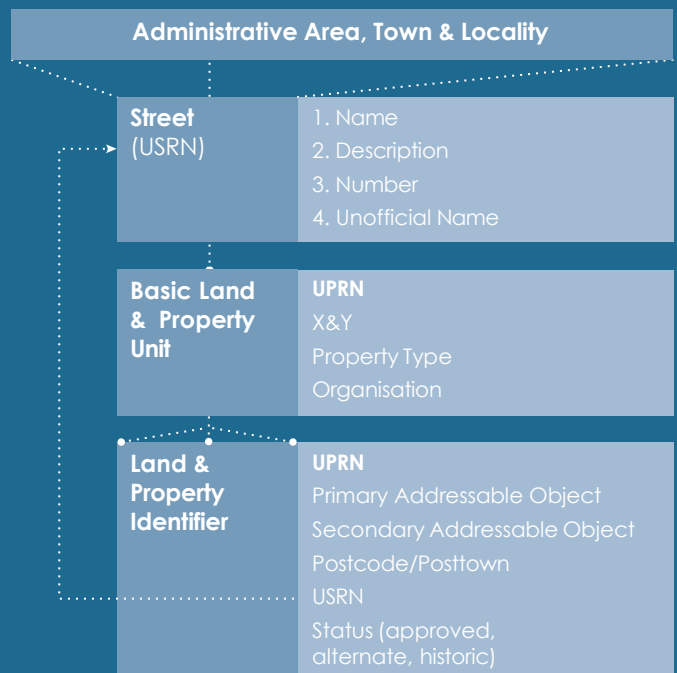 Administrative Area, Town & Locality
Street
(USRN)
1. Name
2. Description
3. Number
4. Unofficial Name
Basic Land
& Property
Unit
UPRN
X&Y
Property Type
Organisation
Land &
Property
Identifier
UPRN
Primary Addressable Object
Secondary Addressable Object
Postcode/Posttown
USRN
Status (approved,
alternate, historic)